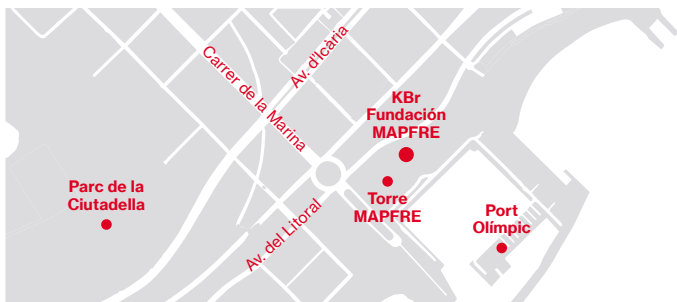 Carrer de la Marina
Av. d'Icària
KBr
Fundación
MAPFRE
Parc de la
Ciutadella
Torre
MAPFRE
Av. del Litoral
Port
Olímpic